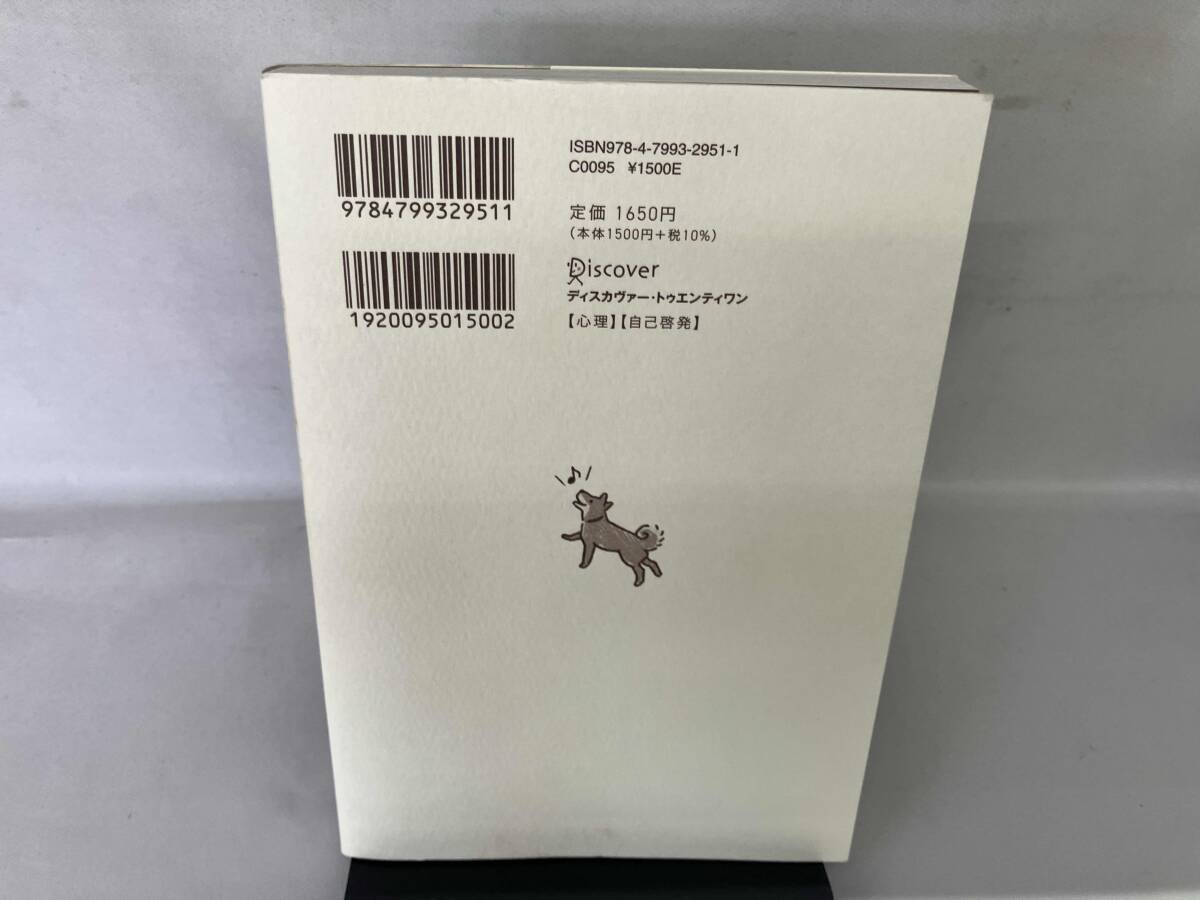 ISBN978-4-7993-2951-1
C0095 ¥1500E
9784799329511
定価 1650円
(本体1500円+税10%)
Discover
ディスカヴァー・トゥエンティワン
1920095015002
【心理】【自己啓発】